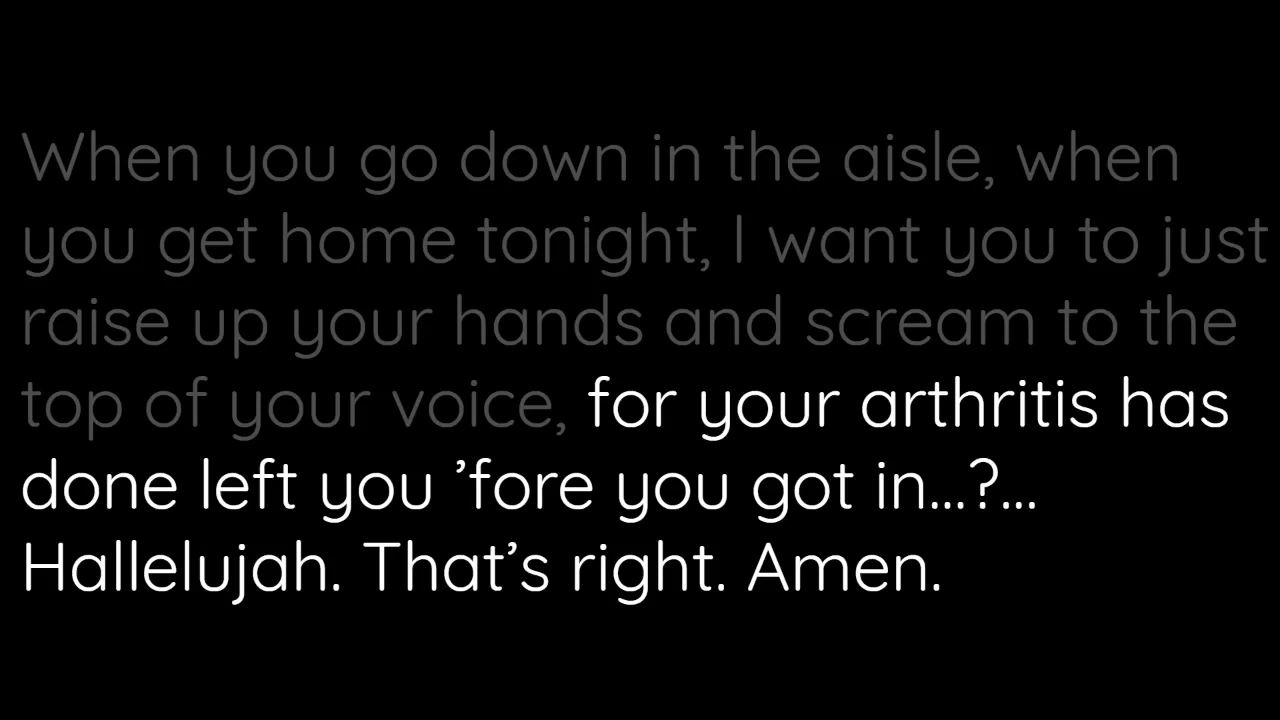 When you go down in the aisle, when
you get home tonight, I want you to just
raise up your hands and scream to the
top of your voice, for your arthritis has
done left you ’fore you got in...?...
Hallelujah. That’s right. Amen.